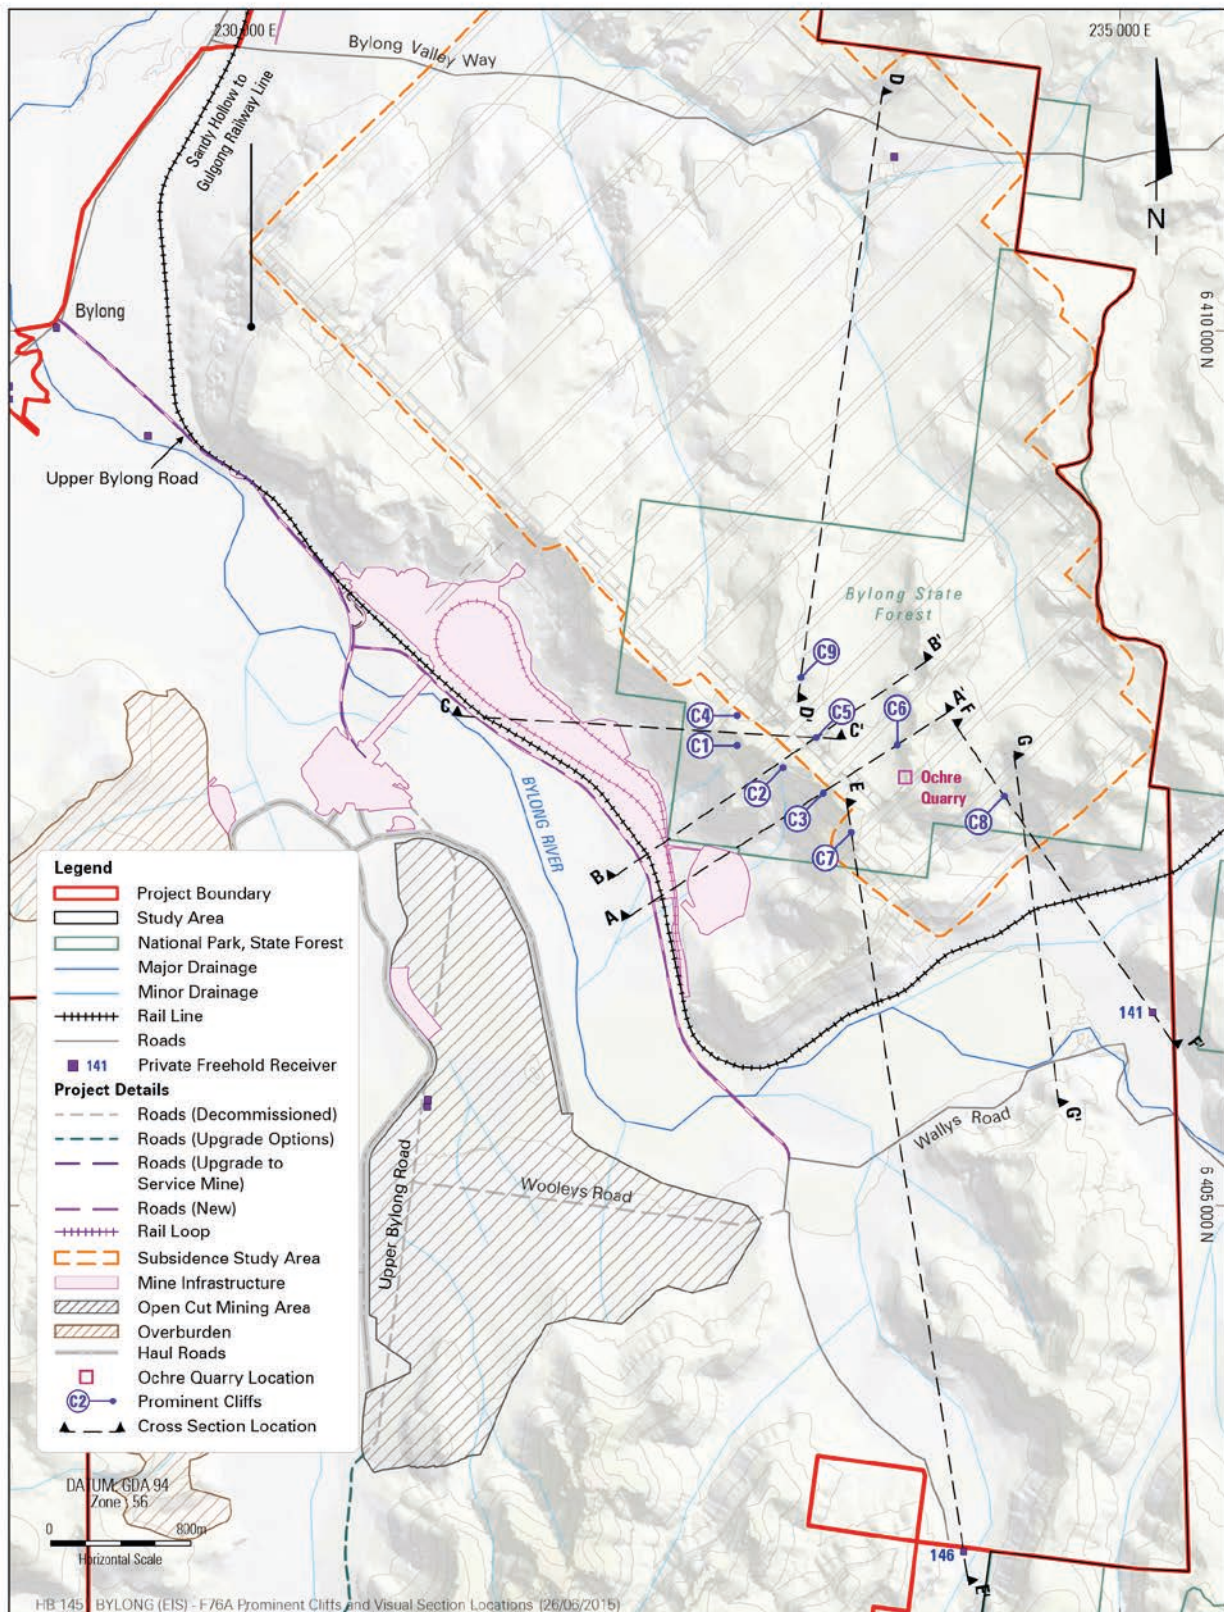 230 000 E
235 000 E
Bylong Valley Way
Sandy Hollow to
Gulgong Railway Line
D
N
6 410 000 N
Bylong
Upper Bylong Road
Bylong State
Forest
B'
C9
A'
F
C6
C5
C4
D'
C'
C
C1
G
E
Ochre
Quarry
C2
C3
C8
C7
BYLONG RIVER
B
A
141
F'
G'
Wallys Road
Wooleys Road
Upper Bylong Road
6 405 000 N
Legend
Project Boundary
Study Area
National Park, State Forest
Major Drainage
Minor Drainage
Rail Line
Roads
141 Private Freehold Receiver
Project Details
Roads (Decommissioned)
Roads (Upgrade Options)
Roads (Upgrade to
Service Mine)
Roads (New)
Rail Loop
Subsidence Study Area
Mine Infrastructure
Open Cut Mining Area
Overburden
Haul Roads
Ochre Quarry Location
C2 Prominent Cliffs
Cross Section Location
DATUM: GDA 94
Zone : 56
0 800m
Horizontal Scale
146
E'
HB 145 BYLONG (EIS) - F76A Prominent Cliffs and Visual Section Locations (26/06/2015)